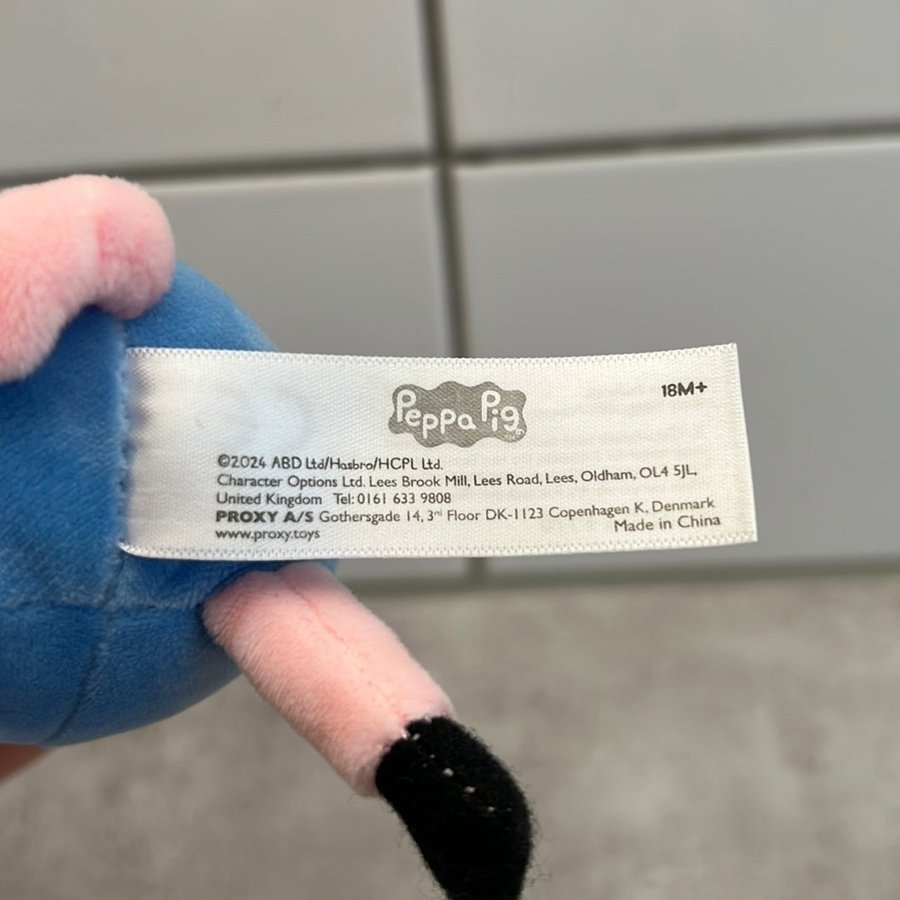 Peppa Pig
18M+
©2024 ABD Ltd/Hasbro/HCPL Ltd.
Character Options Ltd. Lees Brook Mill, Lees Road, Lees, Oldham, OL4 5JL,
United Kingdom Tel: 0161 633 9808
PROXY A/S Gothersgade 14, 3rd Floor DK-1123 Copenhagen K, Denmark
Made in China
www.proxy.toys